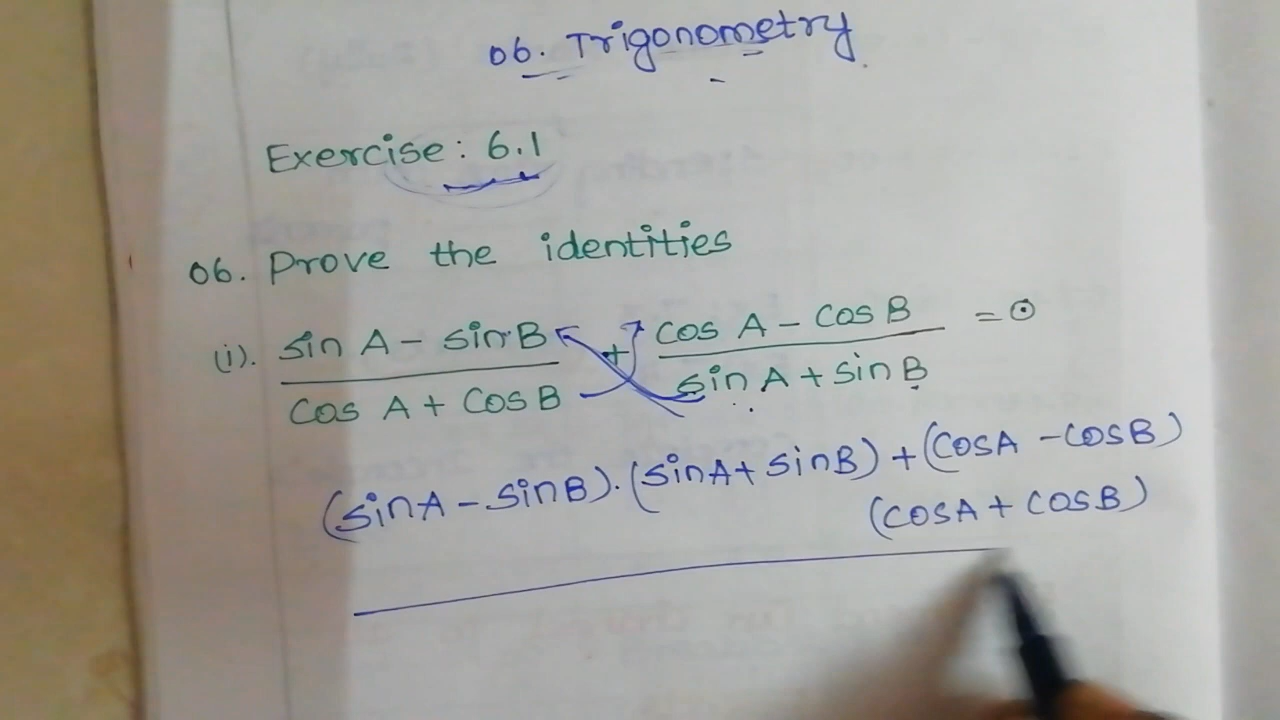 06. Trigonometry
Exercise: 6.1
06. Prove the identities
(i). sin A - sin B / cos A + cos B + cos A - cos B / sin A + sin B = 0
(sinA - sinB).(sinA + sinB) + (cosA - cosB)
(cosA + cosB)